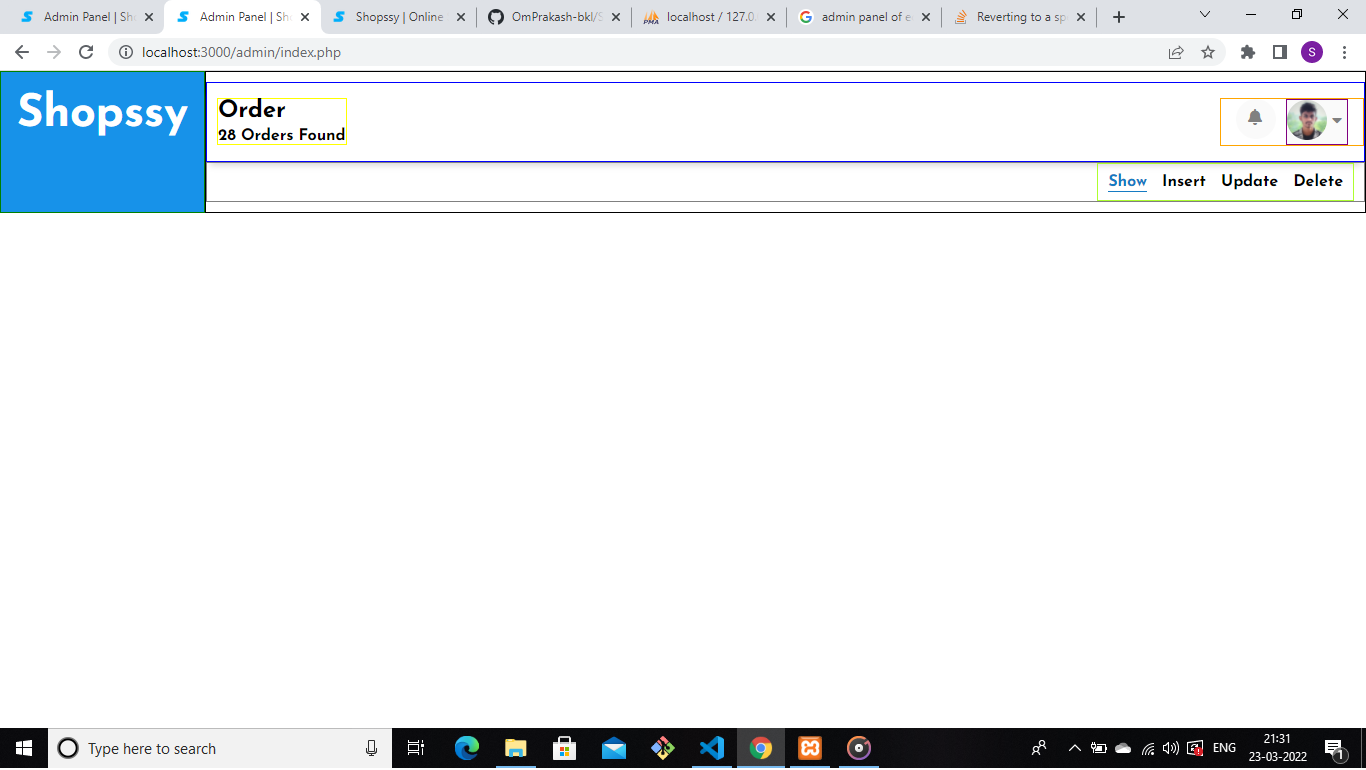 Admin Panel | Sh
Admin Panel | Sh
Shopssy | Online
OmPrakash-bkl/S
localhost / 127.0.
admin panel of e
Reverting to a sp
localhost:3000/admin/index.php
S
Shopssy
Order
28 Orders Found
Show Insert Update Delete
Type here to search
ENG
21:31
23-03-2022
1